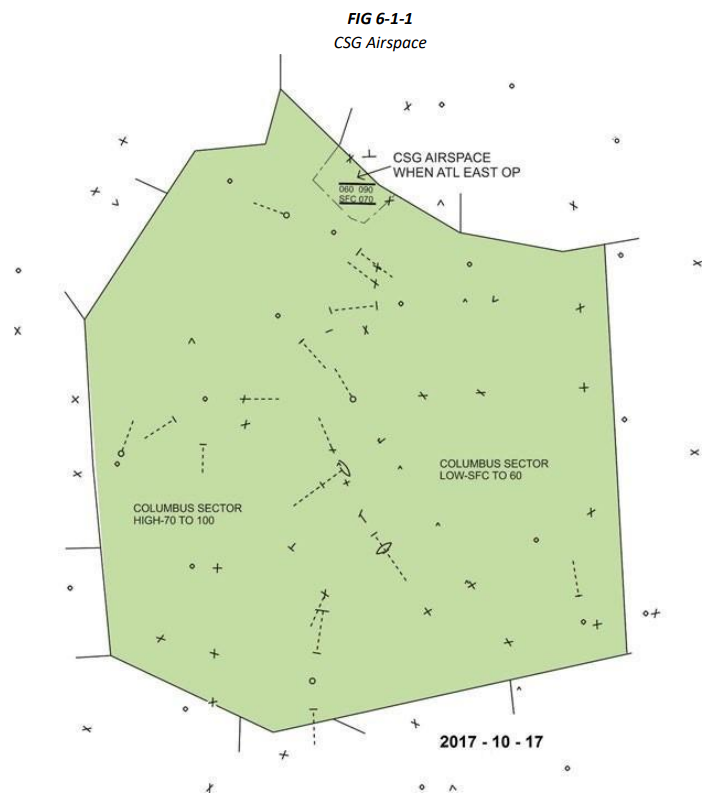 FIG 6-1-1
CSG Airspace
CSG AIRSPACE
WHEN ATL EAST OP
060 090
SFC 070
COLUMBUS SECTOR
LOW-SFC TO 60
COLUMBUS SECTOR
HIGH-70 TO 100
2017 - 10 - 17